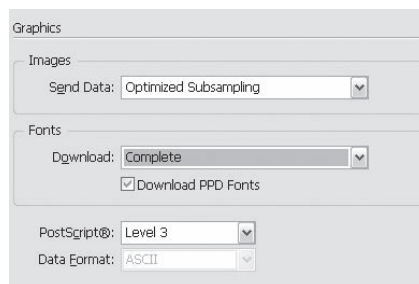 Graphics
Images
Send Data: Optimized Subsampling
Fonts
Download: Complete
Download PPD Fonts
PostScript®: Level 3
Data Format: ASCII